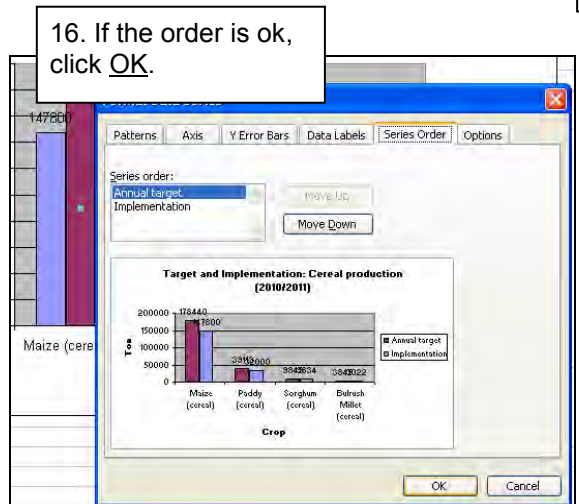 16. If the order is ok,
click OK.
147800
Patterns Axis Y Error Bars Data Labels Series Order Options
Series order:
Annual target
Implementation
Move Up
Move Down
Target and Implementation: Cereal production
(2010/2011)
Ton
200000
150000
100000
50000
0
178440
147800
Maize
(cereal)
Paddy
(cereal)
Sorghum
(cereal)
Bulrush
Millet
(cereal)
Crop
Annual target
Implementation
Maize (cere
OK Cancel